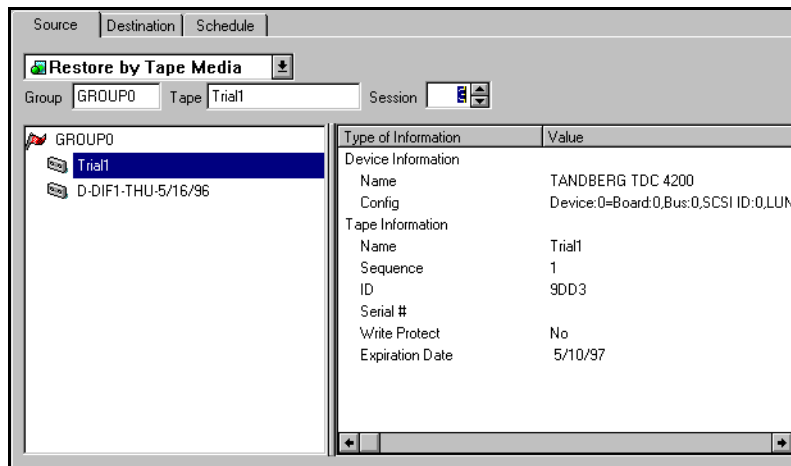 Source Destination Schedule
Restore by Tape Media
Group GROUP0 Tape Trial1 Session
GROUP0
Trial1
D-DIF1-THU-5/16/96
Type of Information Value
Device Information
Name TANDBERG TDC 4200
Config Device:0=Board:0,Bus:0,SCSI ID:0,LUN
Tape Information
Name Trial1
Sequence 1
ID 9DD3
Serial #
Write Protect No
Expiration Date 5/10/97